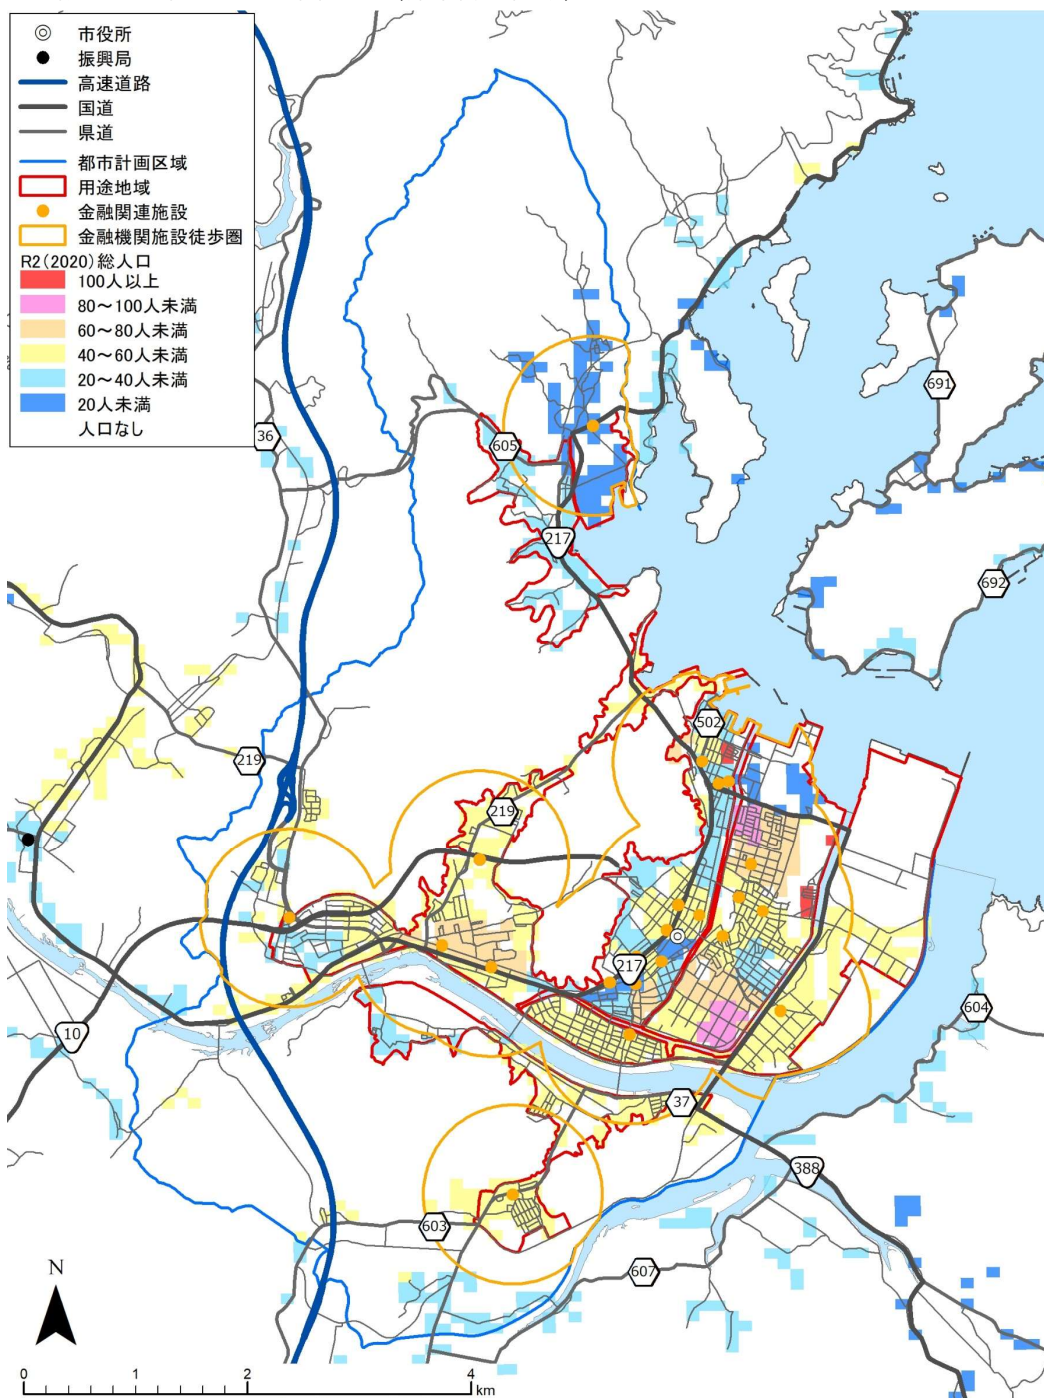 市役所
振興局
高速道路
国道
県道
都市計画区域
用途地域
金融関連施設
金融機関施設徒歩圏
R2(2020)総人口
100人以上
80～100人未満
60～80人未満
40～60人未満
20～40人未満
20人未満
人口なし
691
36
605
217
692
502
219
219
217
604
10
37
388
603
607
N
0 1 2 4
km